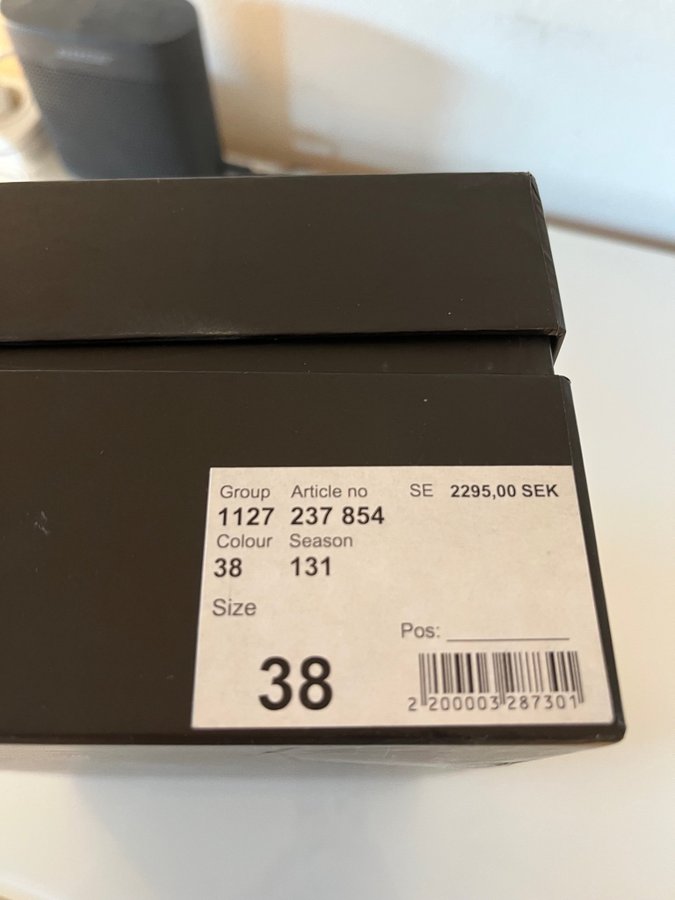 Group Article no SE 2295,00 SEK
1127 237 854
Colour Season
38 131
Size
Pos:
38
2 200003 287301